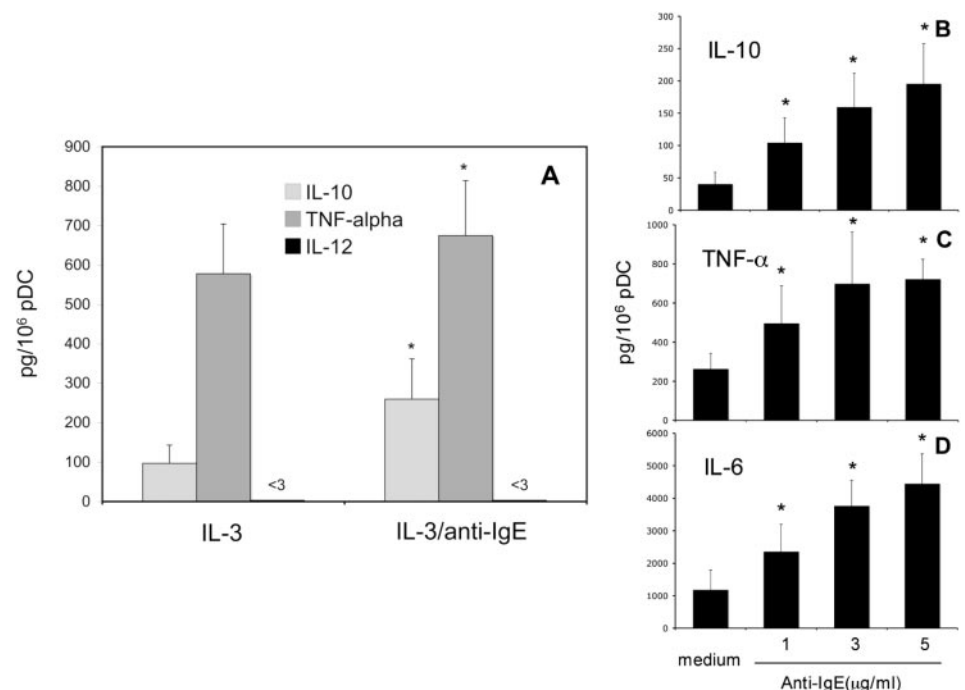 A
900
800
700
600
500
400
300
200
100
0
pg/10⁶ pDC
IL-10
TNF-alpha
IL-12
*
*
<3
<3
IL-3
IL-3/anti-IgE
B
IL-10
300
250
200
150
100
50
0
*
*
*
C
TNF-α
1000
800
600
400
200
0
*
*
*
pg/10⁶ pDC
D
IL-6
6000
5000
4000
3000
2000
1000
0
*
*
*
medium
1 3 5
Anti-IgE(μg/ml)